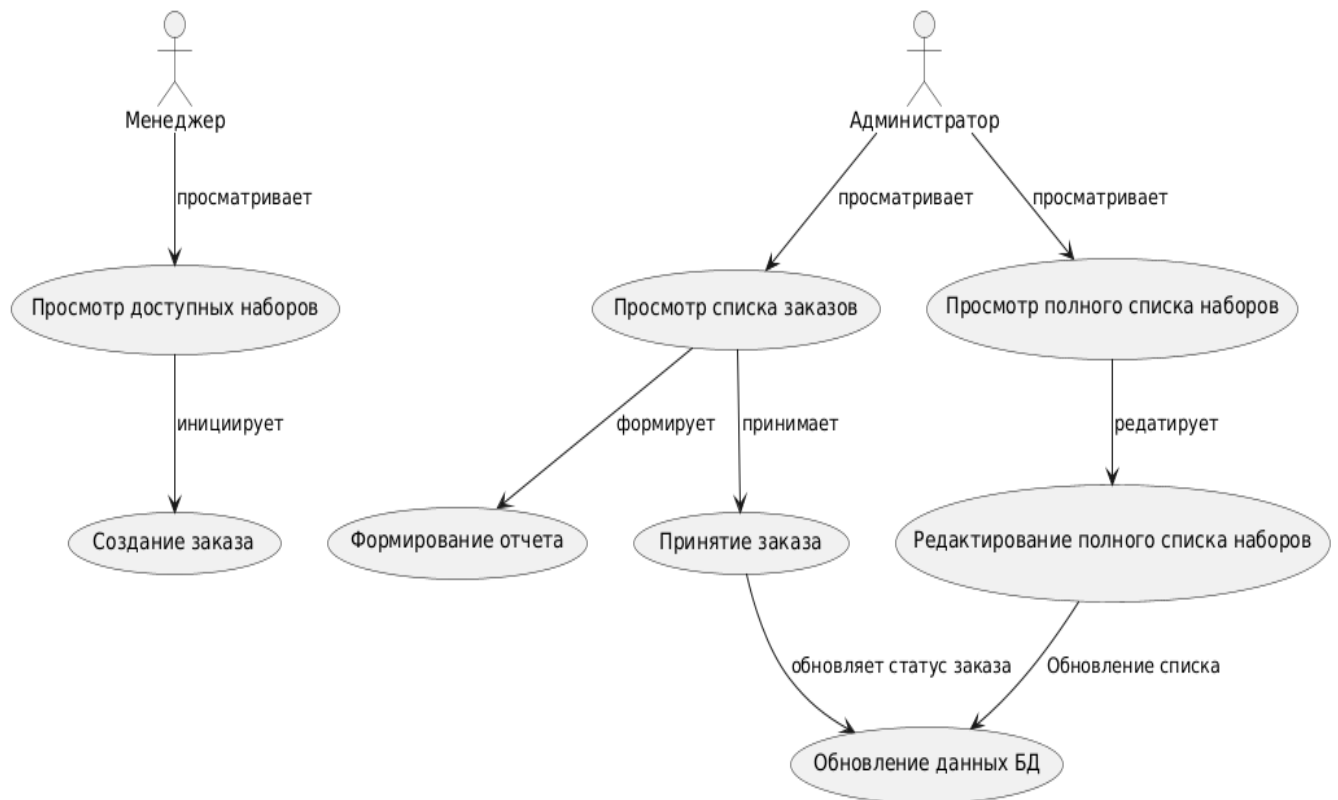 Менеджер
Администратор
просматривает
просматривает
просматривает
Просмотр доступных наборов
Просмотр списка заказов
Просмотр полного списка наборов
инициирует
формирует
принимает
редатирует
Создание заказа
Формирование отчета
Принятие заказа
Редактирование полного списка наборов
обновляет статус заказа
Обновление списка
Обновление данных БД